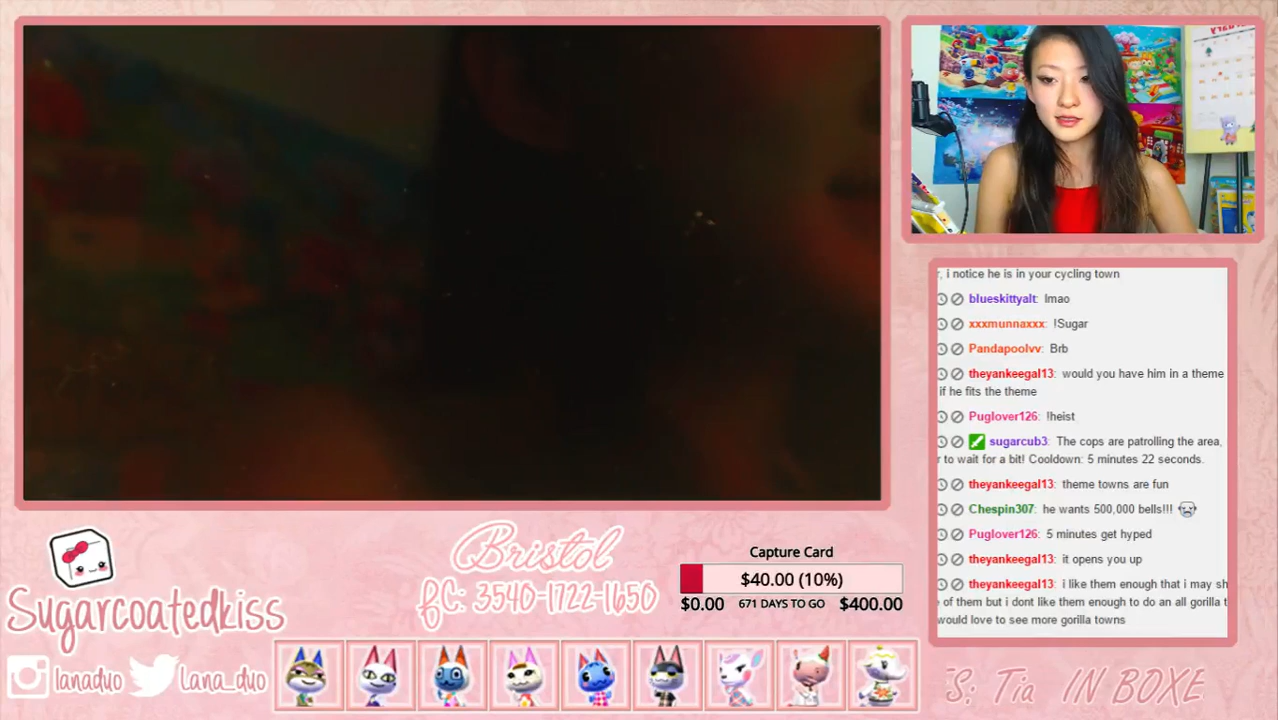 r, i notice he is in your cycling town
blueskittyalt: lmao
xxxmunnaxxx: !Sugar
Pandapoolvv: Brb
theyankeegal13: would you have him in a theme
if he fits the theme
Puglover126: !heist
sugarcub3: The cops are patrolling the area,
r to wait for a bit! Cooldown: 5 minutes 22 seconds.
theyankeegal13: theme towns are fun
Chespin307: he wants 500,000 bells!!!
Puglover126: 5 minutes get hyped
theyankeegal13: it opens you up
theyankeegal13: i like them enough that i may sh
of them but i dont like them enough to do an all gorilla t
would love to see more gorilla towns
Sugarcoatedkiss
lanaduo
Lana_duo
Bristol
FC: 3540-1722-1650
Capture Card
$40.00 (10%)
$0.00 671 DAYS TO GO $400.00
S: Tia IN BOXE